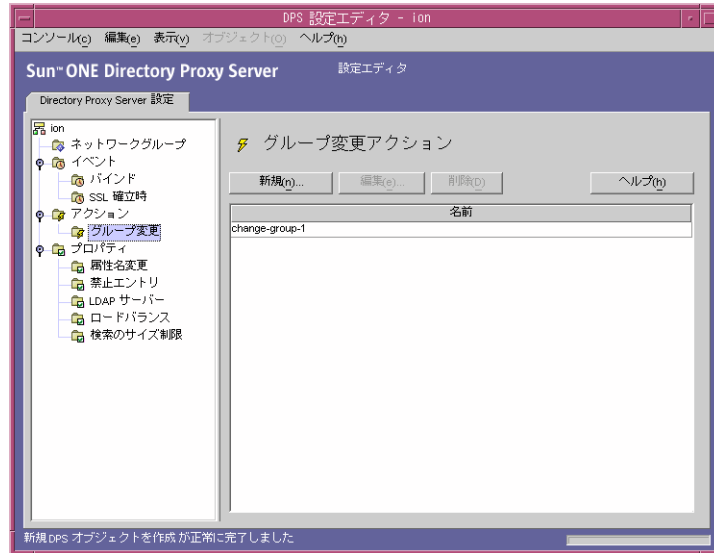 DPS 設定エディタ - ion
コンソール(c) 編集(e) 表示(v) オブジェクト(O) ヘルプ(h)
Sun™ ONE Directory Proxy Server 設定エディタ
Directory Proxy Server 設定
ion
ネットワークグループ
イベント
バインド
SSL 確立時
アクション
グループ変更
プロパティ
属性名変更
禁止エントリ
LDAP サーバー
ロードバランス
検索のサイズ制限
グループ変更アクション
新規(n)... 編集(e)... 削除(D) ヘルプ(h)
名前
change-group-1
新規 DPS オブジェクトを作成 が正常に完了しました